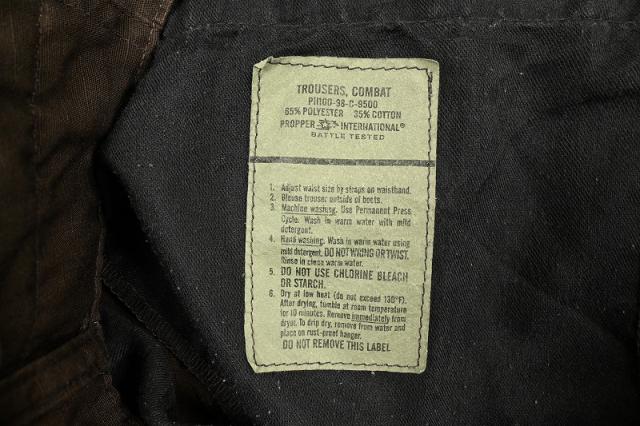 TROUSERS, COMBAT
PI1100-98-C-9500
65% POLYESTER 35% COTTON
PROPPER INTERNATIONAL®
BATTLE TESTED
1. Adjust waist size by straps on waistband.
2. Blouse trouser outside of boots.
3. Machine washing. Use Permanent Press
Cycle. Wash in warm water with mild
detergent.
4. Hand washing. Wash in warm water using
mild detergent. DO NOT WRING OR TWIST.
Rinse in clean warm water.
5. DO NOT USE CHLORINE BLEACH
OR STARCH.
6. Dry at low heat (do not exceed 130°F).
After drying, tumble at room temperature
for 10 minutes. Remove immediately from
dryer. To drip dry, remove from water and
place on rust-proof hanger.
DO NOT REMOVE THIS LABEL